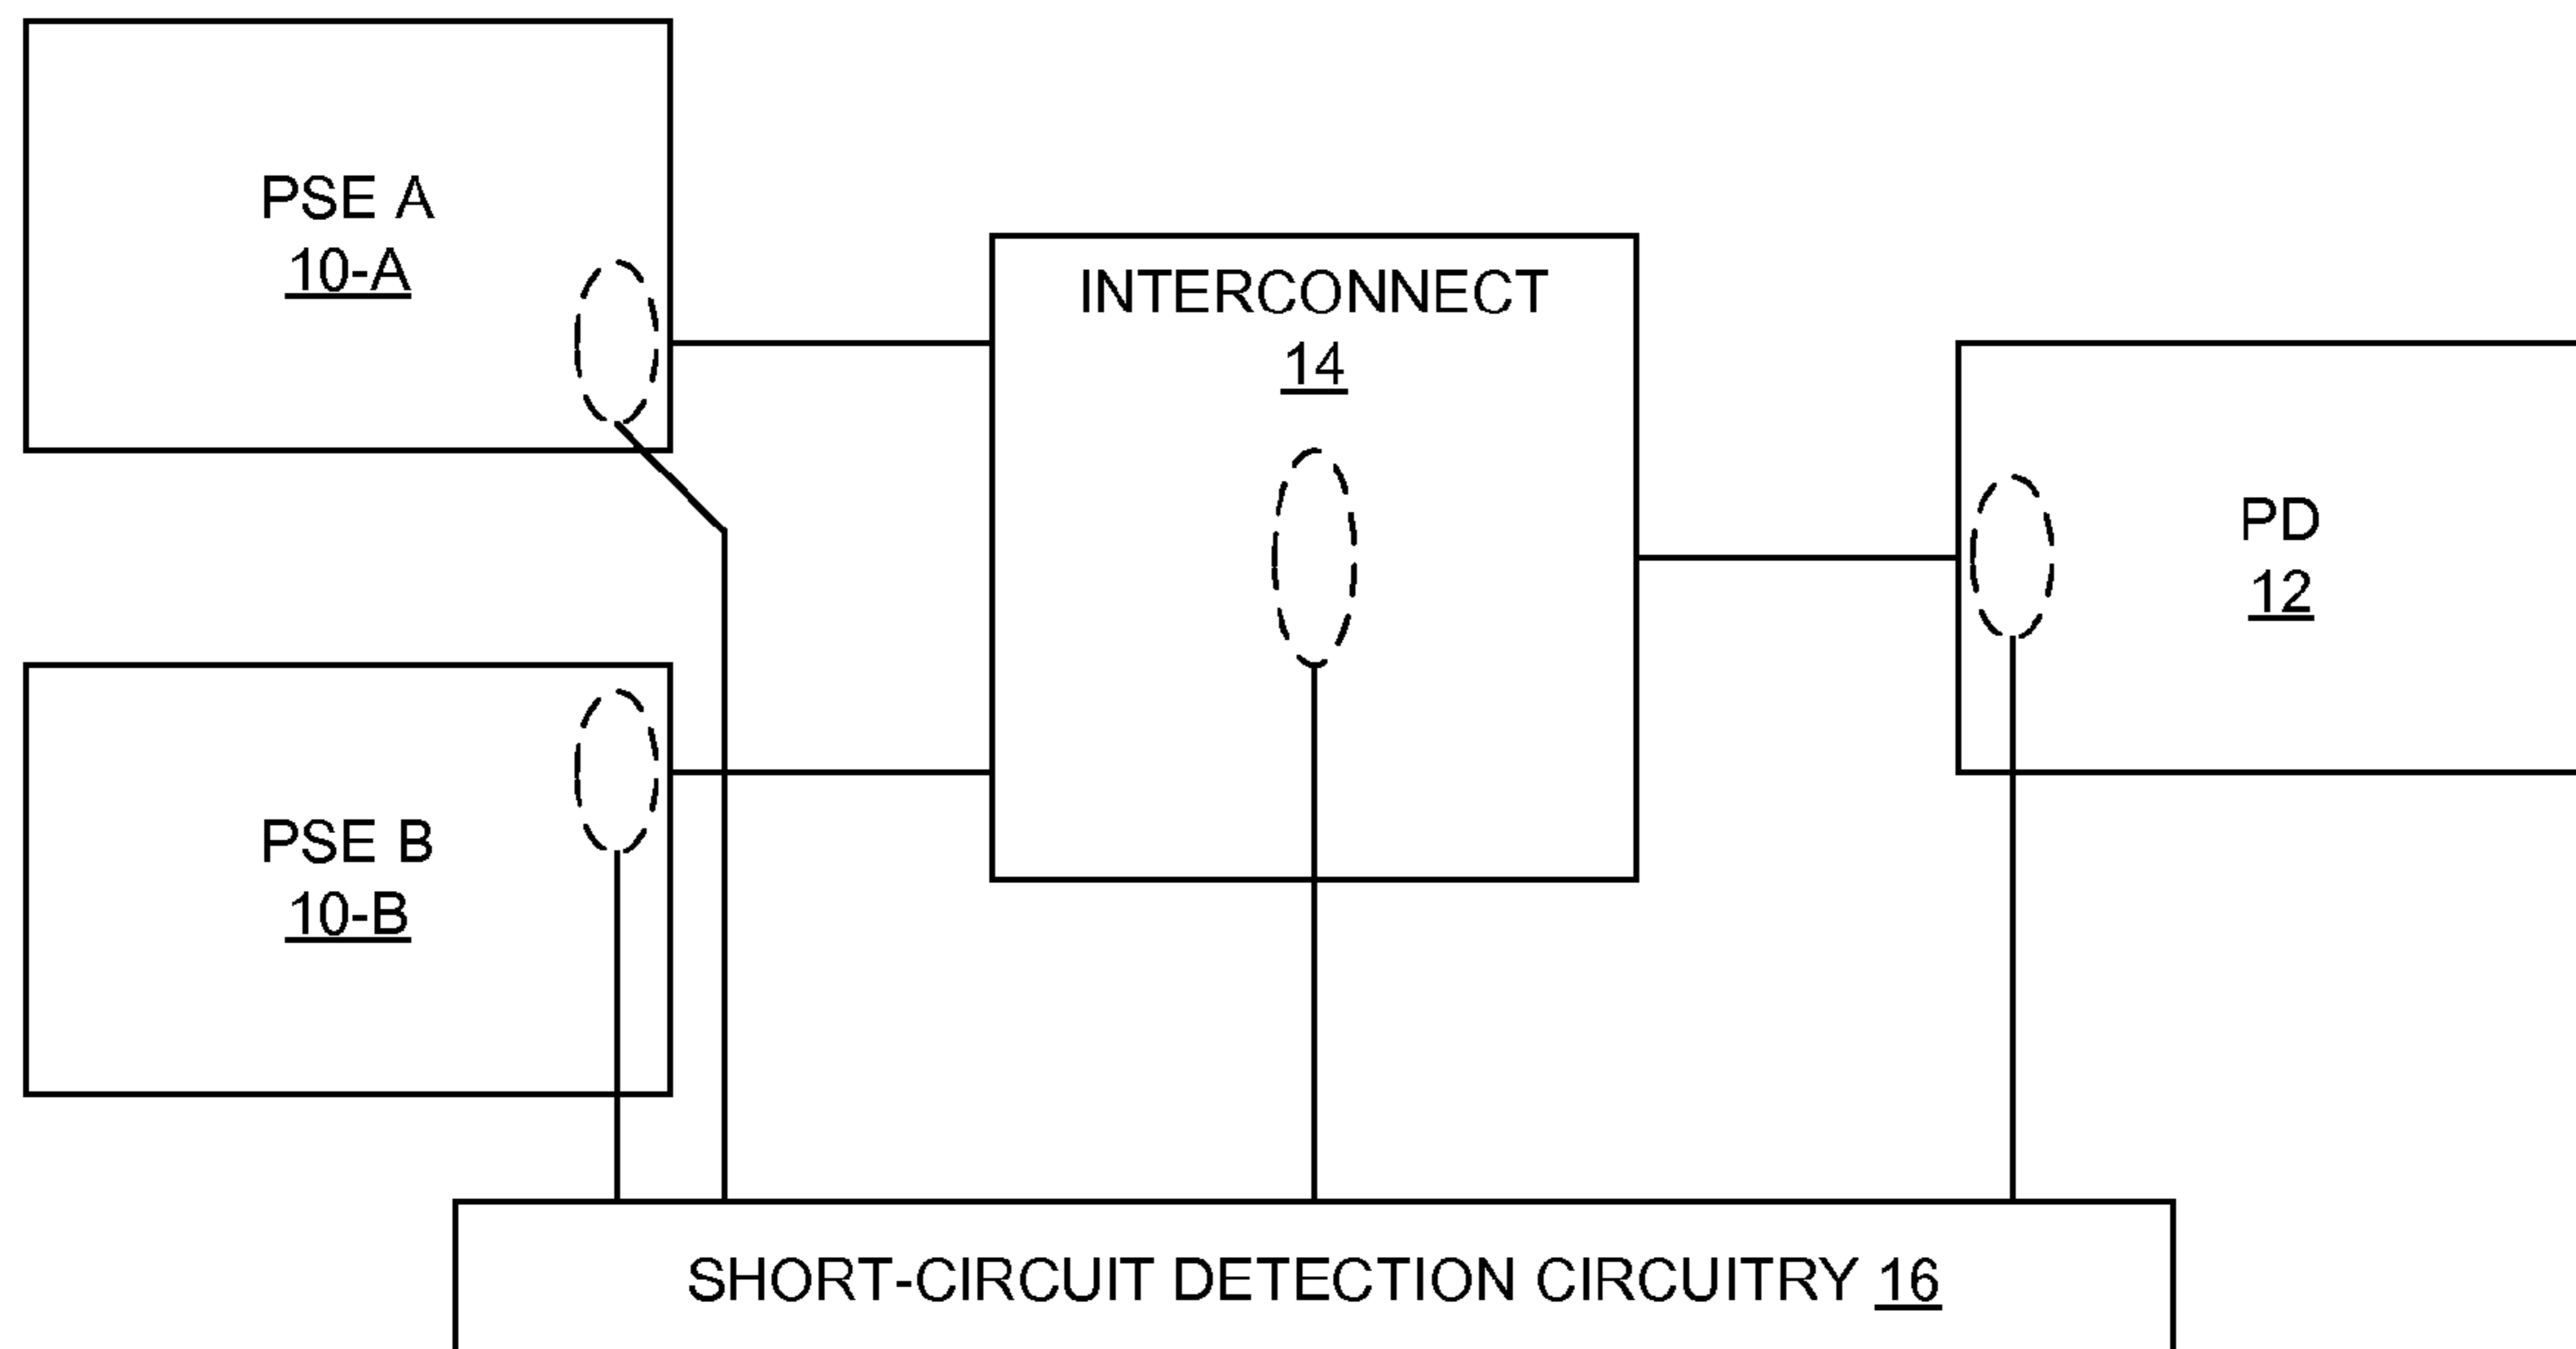 PSE A
10-A
INTERCONNECT
14
PD
12
PSE B
10-B
SHORT-CIRCUIT DETECTION CIRCUITRY 16